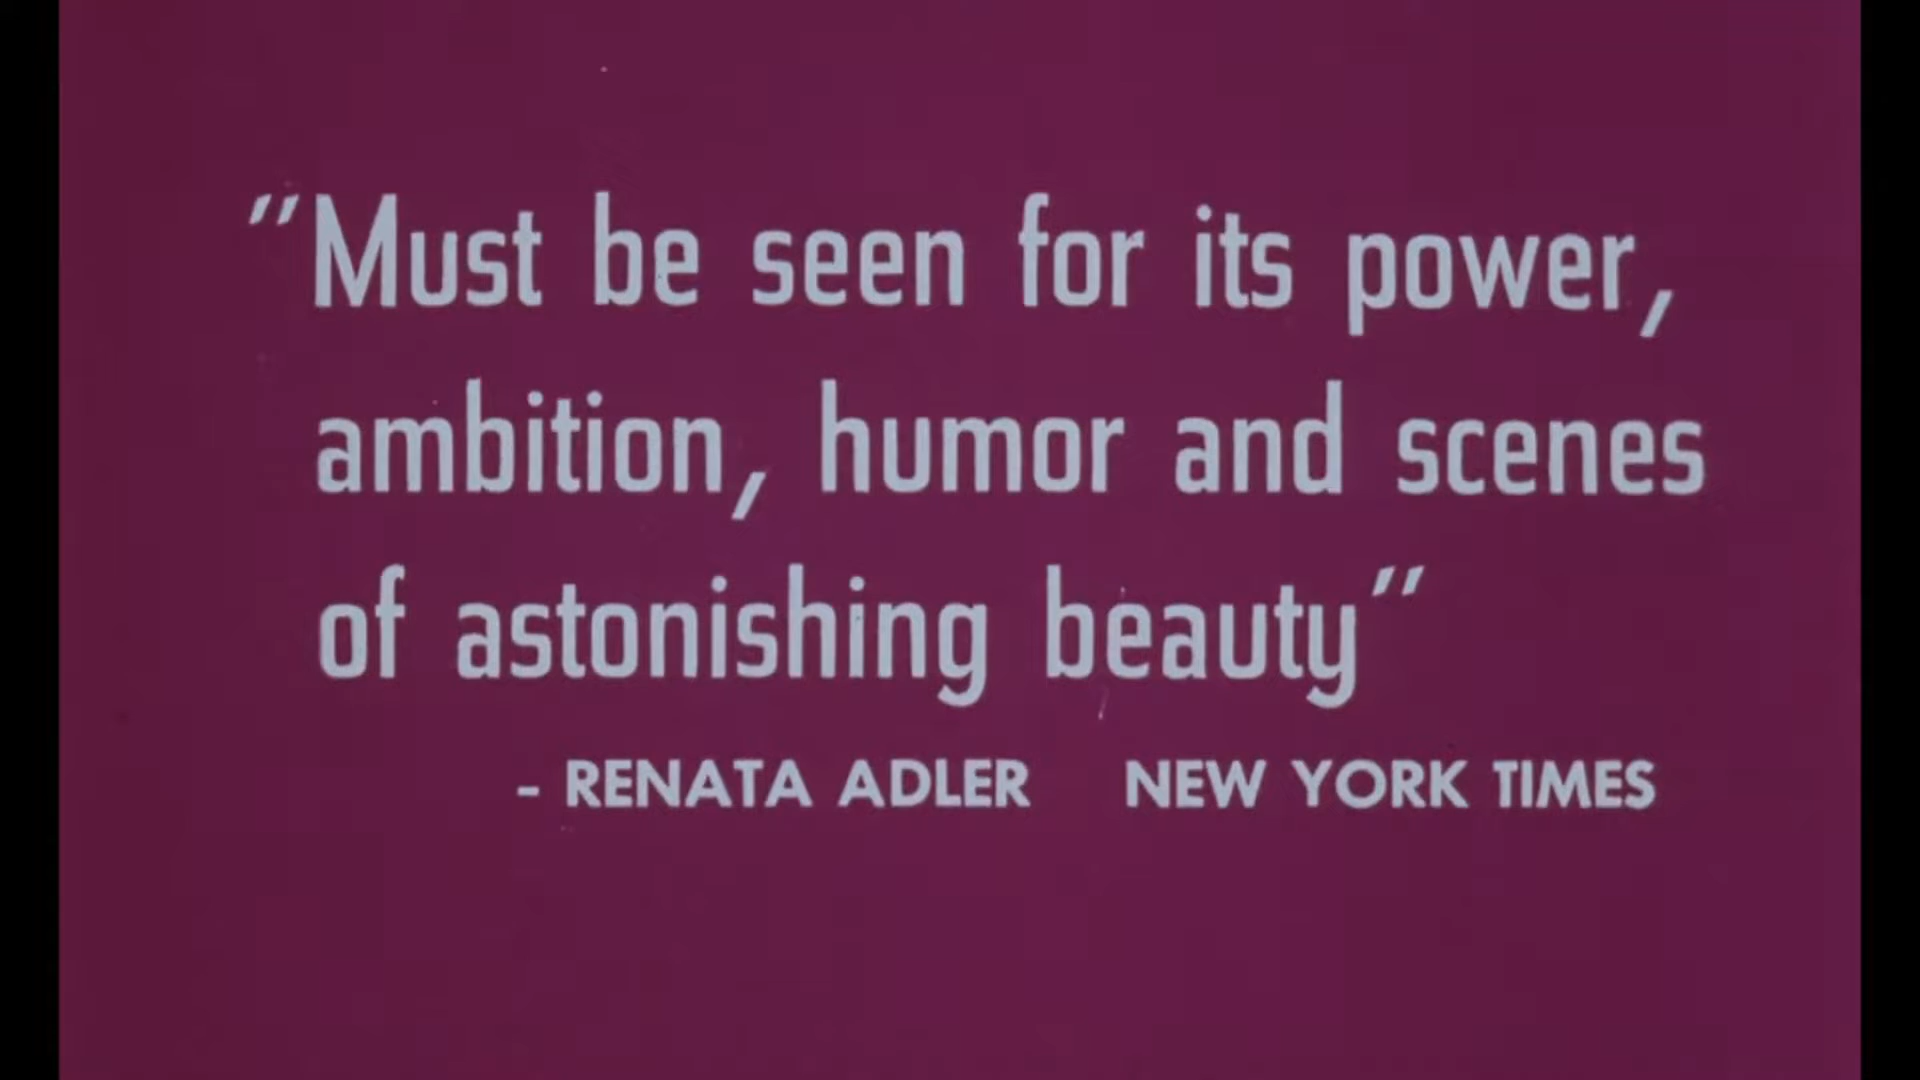 "Must be seen for its power,
ambition, humor and scenes
of astonishing beauty"
- RENATA ADLER NEW YORK TIMES